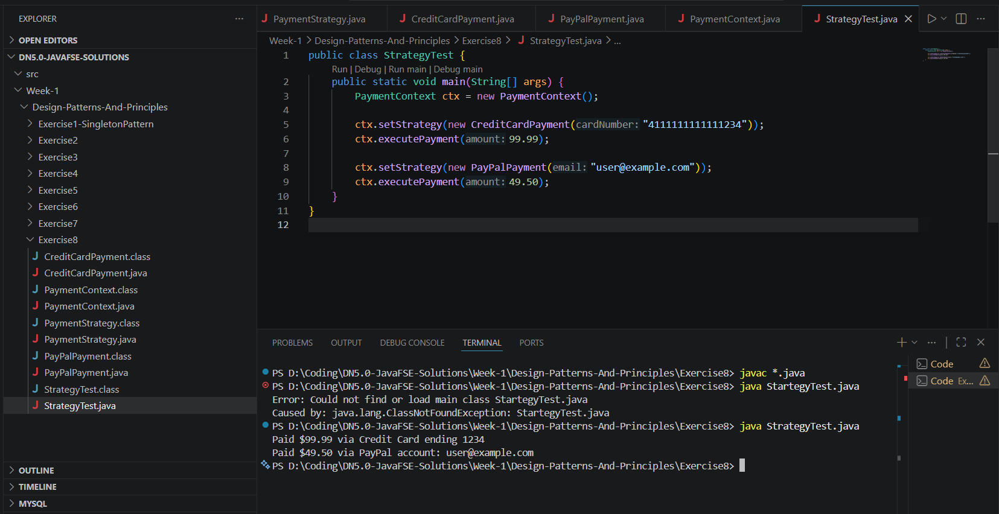 EXPLORER
OPEN EDITORS
DN5.0-JAVAFSE-SOLUTIONS
src
Week-1
Design-Patterns-And-Principles
Exercise1-SingletonPattern
Exercise2
Exercise3
Exercise4
Exercise5
Exercise6
Exercise7
Exercise8
CreditCardPayment.class
CreditCardPayment.java
PaymentContext.class
PaymentContext.java
PaymentStrategy.class
PaymentStrategy.java
PayPalPayment.class
PayPalPayment.java
StrategyTest.class
StrategyTest.java
OUTLINE
TIMELINE
MYSQL
PaymentStrategy.java CreditCardPayment.java PayPalPayment.java PaymentContext.java StrategyTest.java
Week-1 > Design-Patterns-And-Principles > Exercise8 > StrategyTest.java > ...
1 public class StrategyTest {
Run | Debug | Run main | Debug main
2 public static void main(String[] args) {
3 PaymentContext ctx = new PaymentContext();
4
5 ctx.setStrategy(new CreditCardPayment(cardNumber: "4111111111111234"));
6 ctx.executePayment(amount: 99.99);
7
8 ctx.setStrategy(new PayPalPayment(email: "user@example.com"));
9 ctx.executePayment(amount: 49.50);
10 }
11 }
12
PROBLEMS OUTPUT DEBUG CONSOLE TERMINAL PORTS
PS D:\Coding\DN5.0-JavaFSE-Solutions\Week-1\Design-Patterns-And-Principles\Exercise8> javac *.java
PS D:\Coding\DN5.0-JavaFSE-Solutions\Week-1\Design-Patterns-And-Principles\Exercise8> java StartegyTest.java
Error: Could not find or load main class StartegyTest.java
Caused by: java.lang.ClassNotFoundException: StartegyTest.java
PS D:\Coding\DN5.0-JavaFSE-Solutions\Week-1\Design-Patterns-And-Principles\Exercise8> java StrategyTest.java
Paid $99.99 via Credit Card ending 1234
Paid $49.50 via PayPal account: user@example.com
PS D:\Coding\DN5.0-JavaFSE-Solutions\Week-1\Design-Patterns-And-Principles\Exercise8>
Code
Code Ex...